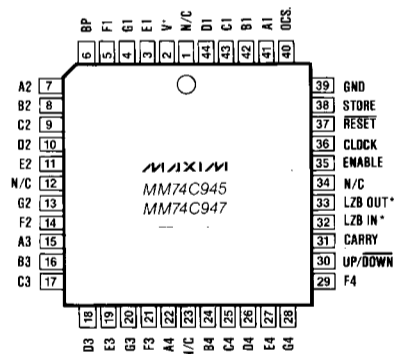 BP F1 G1 E1 V+ N/C D1 C1 B1 A1 OCS.
6 5 4 3 2 1 44 43 42 41 40
A2 7
B2 8
C2 9
D2 10
E2 11
N/C 12
G2 13
F2 14
A3 15
B3 16
C3 17
MAXIM
MM74C945
MM74C947
39 GND
38 STORE
37 RESET
36 CLOCK
35 ENABLE
34 N/C
33 LZB OUT*
32 LZB IN*
31 CARRY
30 UP/DOWN
29 F4
18 19 20 21 22 23 24 25 26 27 28
D3 E3 G3 F3 A4 N/C B4 C4 D4 E4 G4